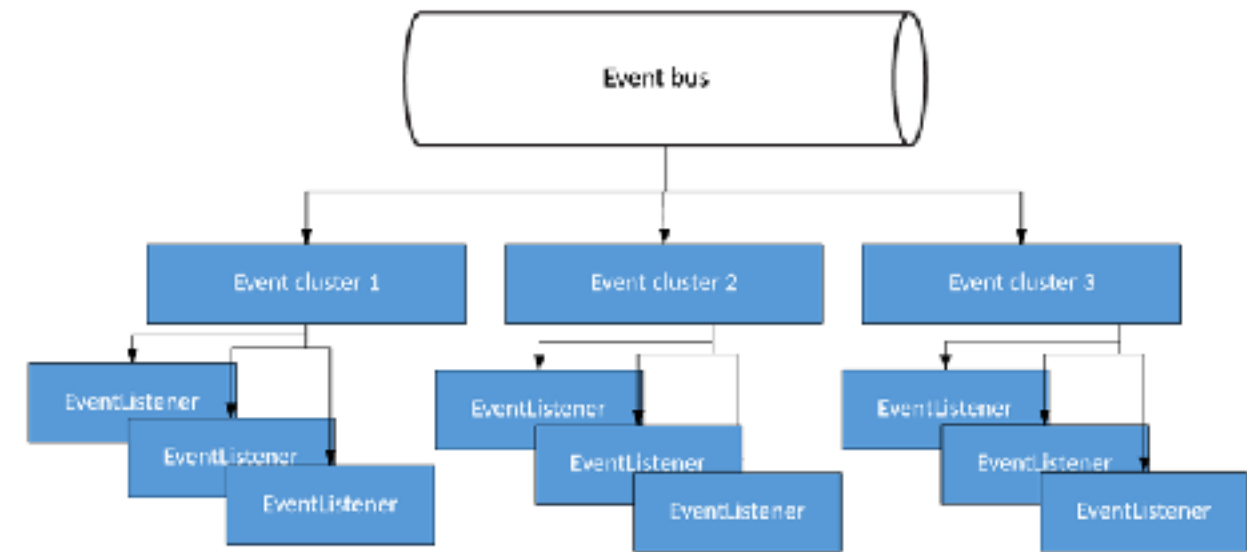 Event bus
Event cluster 1
Event cluster 2
Event cluster 3
EventListener
EventListener
EventListener
EventListener
EventListener
EventListener
EventListener
EventListener
EventListener